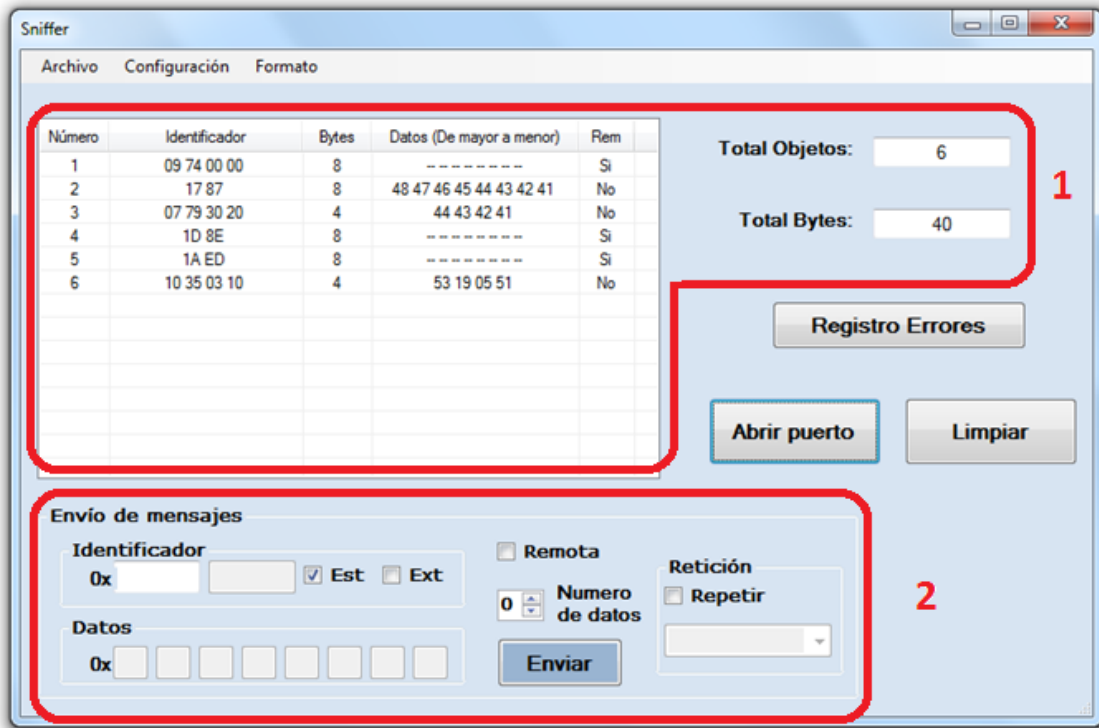 Sniffer
Archivo Configuración Formato
Número Identificador Bytes Datos (De mayor a menor) Rem
1 09 74 00 00 8 -- -- -- -- -- -- -- -- Si
2 17 87 8 48 47 46 45 44 43 42 41 No
3 07 79 30 20 4 44 43 42 41 No
4 1D 8E 8 -- -- -- -- -- -- -- -- Si
5 1A ED 8 -- -- -- -- -- -- -- -- Si
6 10 35 03 10 4 53 19 05 51 No
Total Objetos: 6
1
Total Bytes: 40
Registro Errores
Abrir puerto Limpiar
Envío de mensajes
Identificador
0x Est Ext
Remota
0 Numero
de datos
Retición
Repetir
Datos
0x
Enviar
2